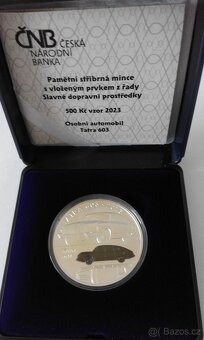 ČNB ČESKÁ
NÁRODNÍ
BANKA
Pamětní stříbrná mince
s vloženým prvkem z řady
Slavné dopravní prostředky
500 Kč vzor 2023
Osobní automobil
Tatra 603
Bazoš.cz